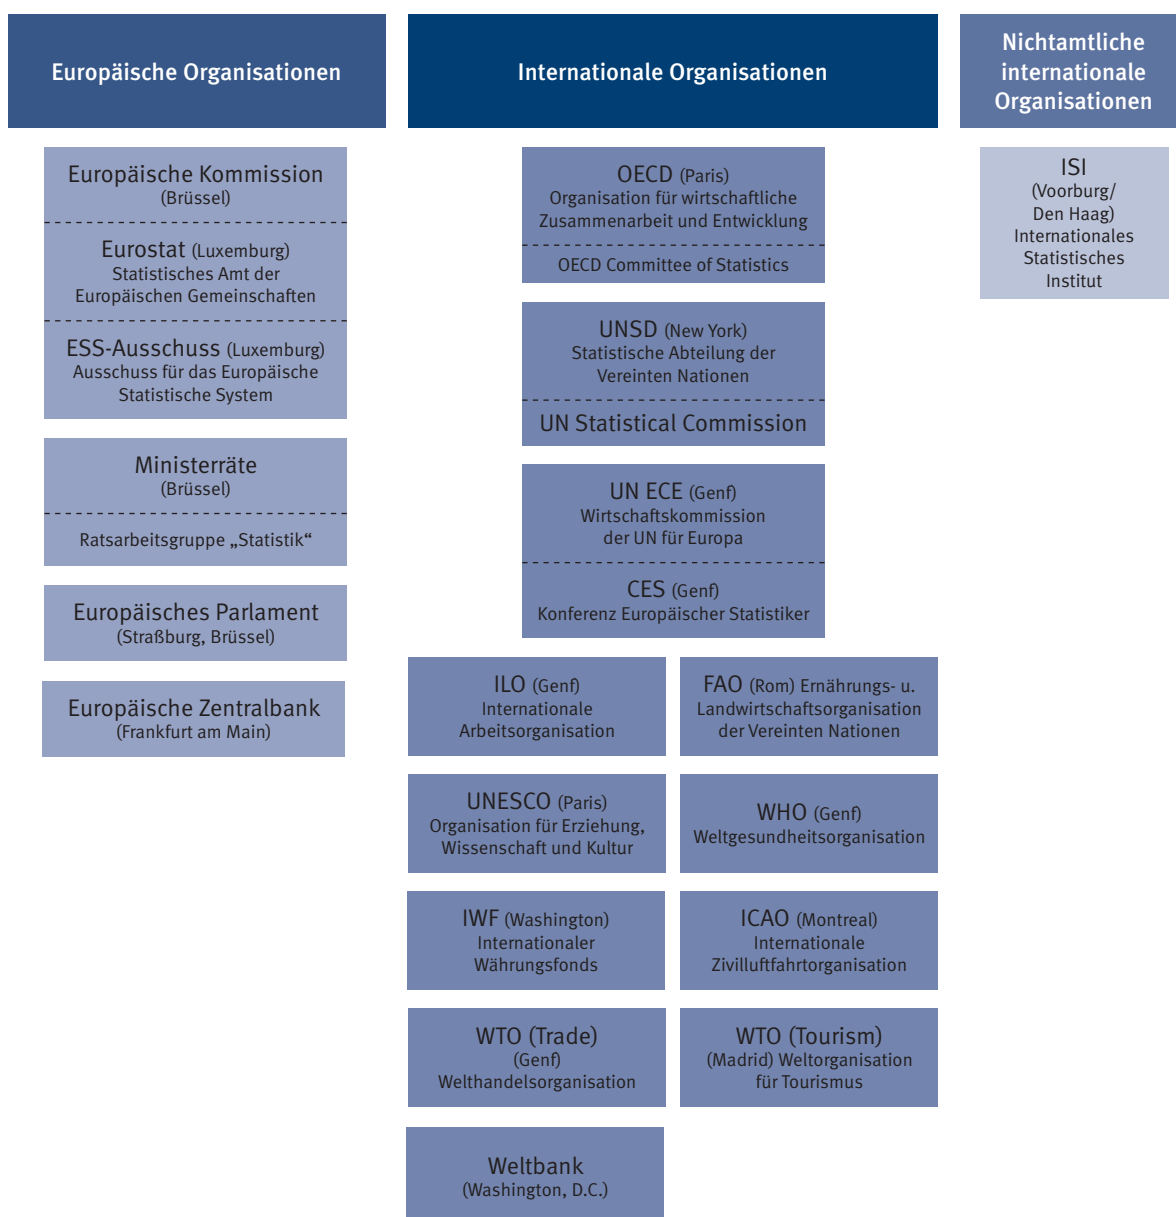 Europäische Organisationen
Europäische Kommission
(Brüssel)
Eurostat (Luxemburg)
Statistisches Amt der
Europäischen Gemeinschaften
ESS-Ausschuss (Luxemburg)
Ausschuss für das Europäische
Statistische System
Ministerräte
(Brüssel)
Ratsarbeitsgruppe „Statistik“
Europäisches Parlament
(Straßburg, Brüssel)
Europäische Zentralbank
(Frankfurt am Main)
Internationale Organisationen
OECD (Paris)
Organisation für wirtschaftliche
Zusammenarbeit und Entwicklung
OECD Committee of Statistics
UNSD (New York)
Statistische Abteilung der
Vereinten Nationen
UN Statistical Commission
UN ECE (Genf)
Wirtschaftskommission
der UN für Europa
CES (Genf)
Konferenz Europäischer Statistiker
ILO (Genf)
Internationale
Arbeitsorganisation
FAO (Rom) Ernährungs- u.
Landwirtschaftsorganisation
der Vereinten Nationen
UNESCO (Paris)
Organisation für Erziehung,
Wissenschaft und Kultur
WHO (Genf)
Weltgesundheitsorganisation
IWF (Washington)
Internationaler
Währungsfonds
ICAO (Montreal)
Internationale
Zivilluftfahrtorganisation
WTO (Trade)
(Genf)
Welthandelsorganisation
WTO (Tourism)
(Madrid) Weltorganisation
für Tourismus
Weltbank
(Washington, D.C.)
Nichtamtliche
internationale
Organisationen
ISI
(Voorburg/
Den Haag)
Internationales
Statistisches
Institut